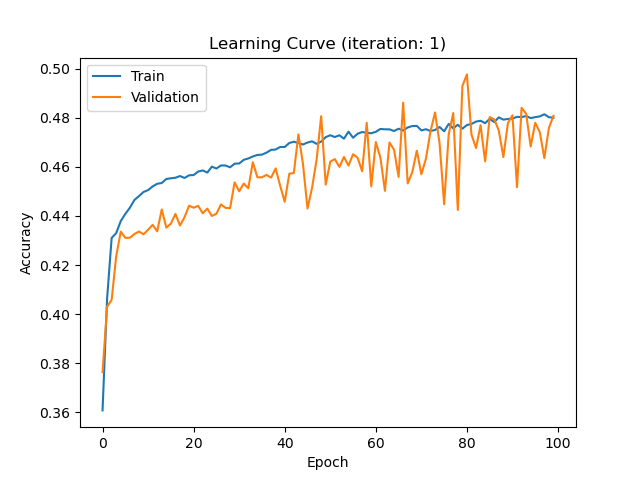 Learning Curve (iteration: 1)
Train
Validation
0.50
0.48
0.46
0.44
0.42
0.40
0.38
0.36
Accuracy
0 20 40 60 80 100
Epoch